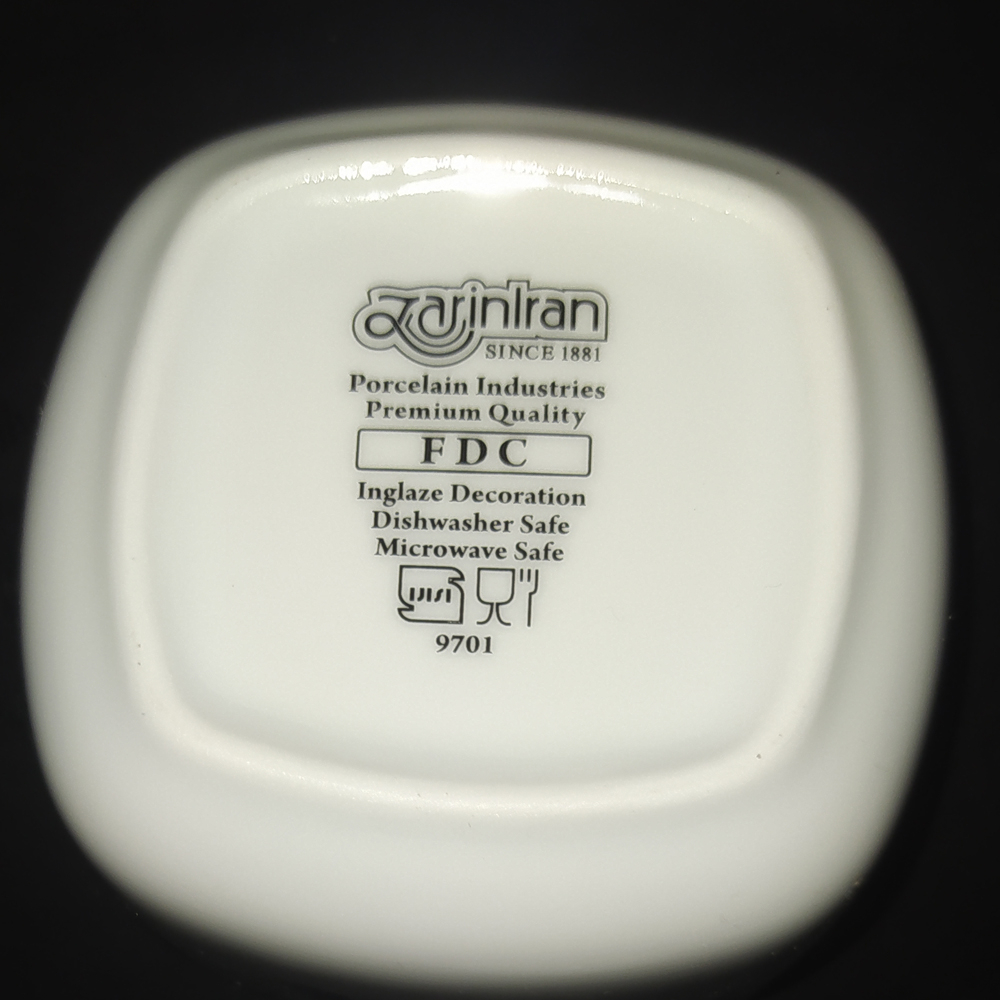 ZarinIran
SINCE 1881
Porcelain Industries
Premium Quality
FDC
Inglaze Decoration
Dishwasher Safe
Microwave Safe
9701